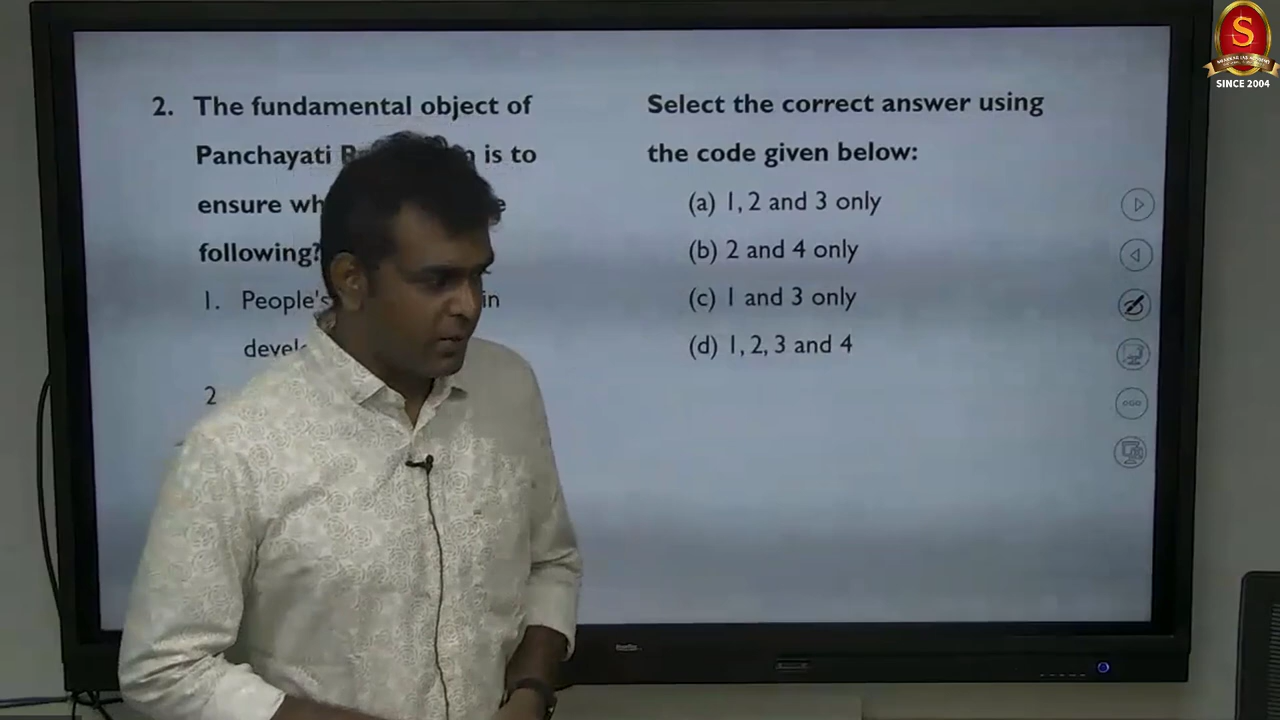 2. The fundamental object of
Panchayati is to
ensure
following?
1. People's in
2
Select the correct answer using
the code given below:
(a) 1, 2 and 3 only
(b) 2 and 4 only
(c) 1 and 3 only
(d) 1, 2, 3 and 4
S
SINCE 2004